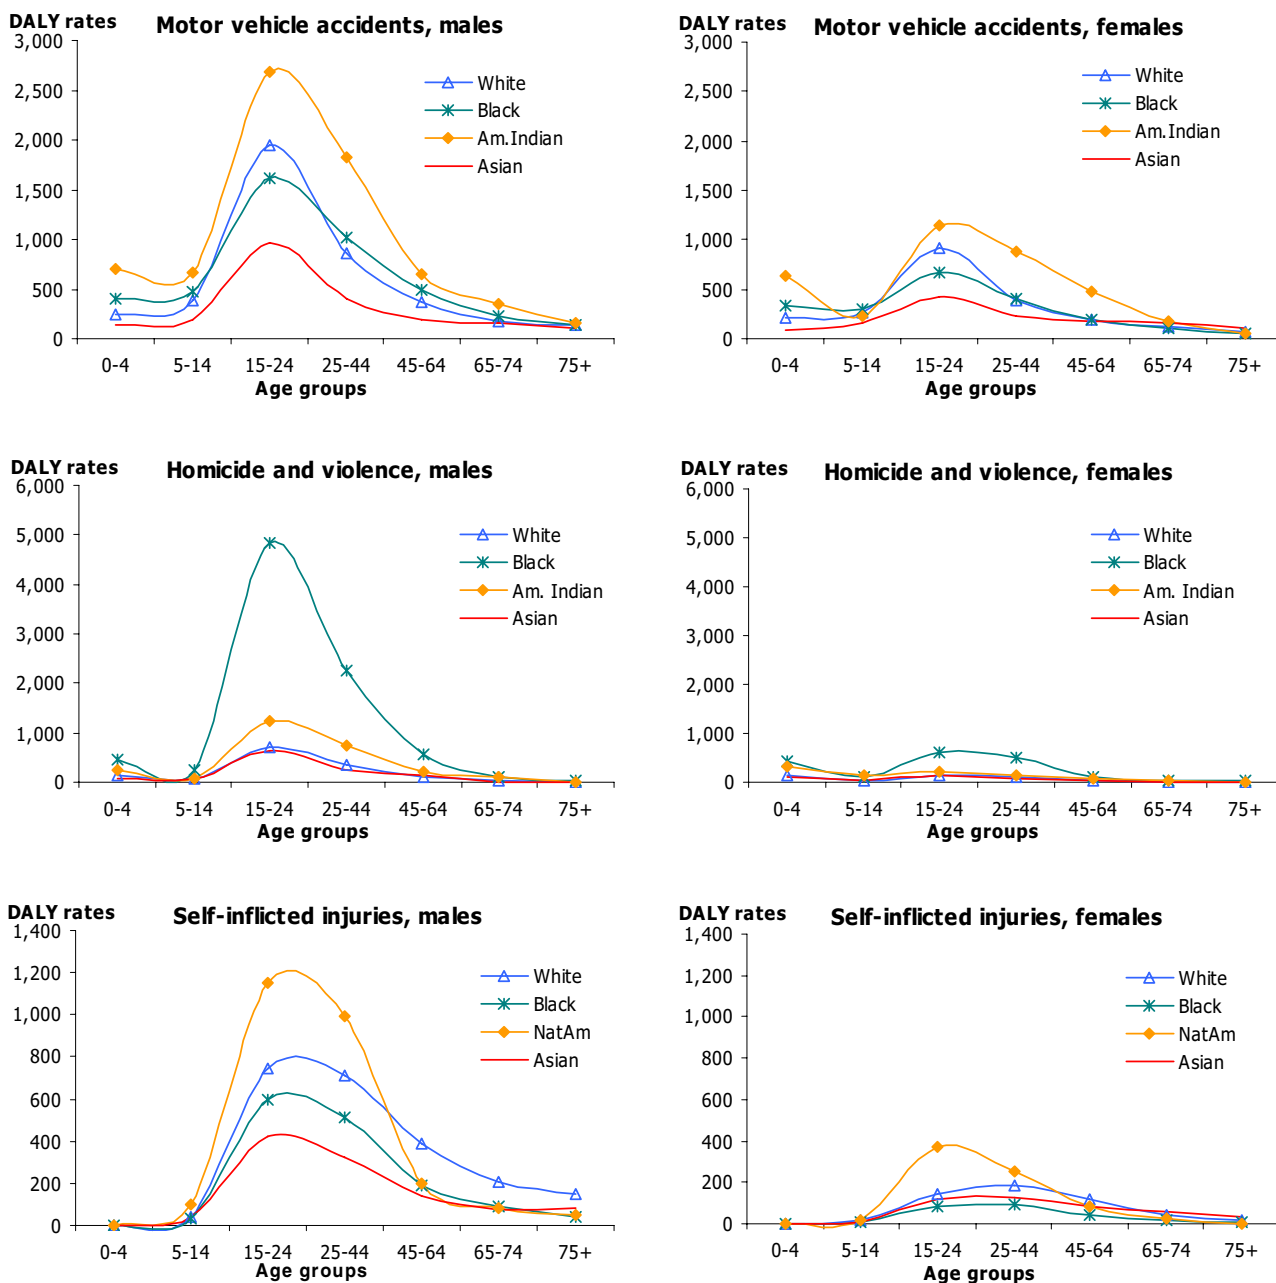 DALY rates
Motor vehicle accidents, males
3,000
2,500
2,000
1,500
1,000
500
0
White
Black
Am.Indian
Asian
0-4 5-14 15-24 25-44 45-64 65-74 75+
Age groups
DALY rates
Motor vehicle accidents, females
3,000
2,500
2,000
1,500
1,000
500
0
White
Black
Am.Indian
Asian
0-4 5-14 15-24 25-44 45-64 65-74 75+
Age groups
DALY rates
Homicide and violence, males
6,000
5,000
4,000
3,000
2,000
1,000
0
White
Black
Am. Indian
Asian
0-4 5-14 15-24 25-44 45-64 65-74 75+
Age groups
DALY rates
Homicide and violence, females
6,000
5,000
4,000
3,000
2,000
1,000
0
White
Black
Am. Indian
Asian
0-4 5-14 15-24 25-44 45-64 65-74 75+
Age groups
DALY rates
Self-inflicted injuries, males
1,400
1,200
1,000
800
600
400
200
0
White
Black
NatAm
Asian
0-4 5-14 15-24 25-44 45-64 65-74 75+
Age groups
DALY rates
Self-inflicted injuries, females
1,400
1,200
1,000
800
600
400
200
0
White
Black
NatAm
Asian
0-4 5-14 15-24 25-44 45-64 65-74 75+
Age groups